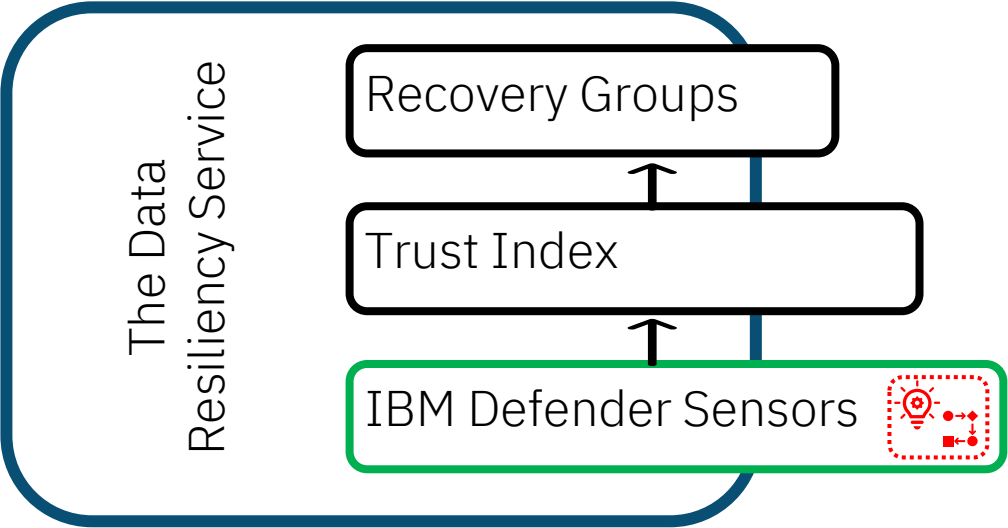 The Data
Resiliency Service
Recovery Groups
Trust Index
IBM Defender Sensors